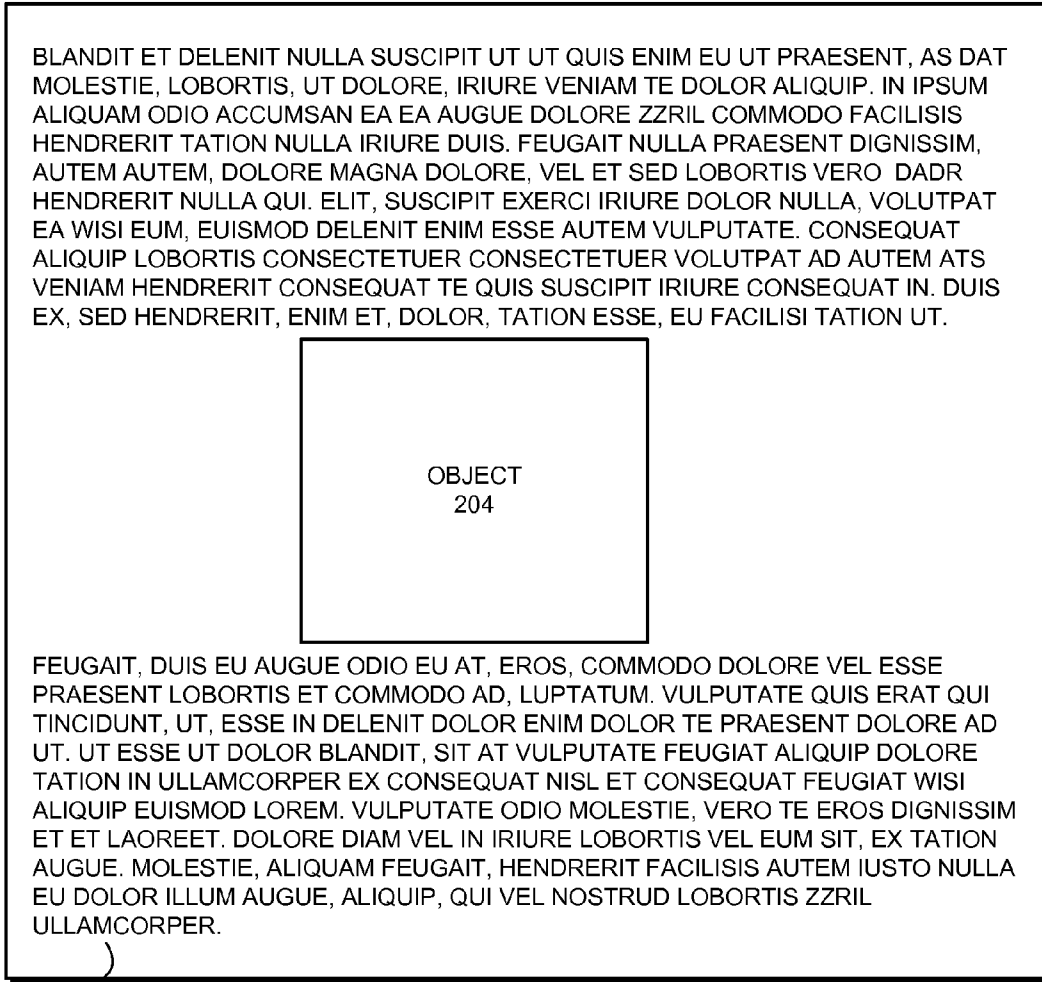 BLANDIT ET DELENIT NULLA SUSCIPIT UT UT QUIS ENIM EU UT PRAESENT, AS DAT
MOLESTIE, LOBORTIS, UT DOLORE, IRIURE VENIAM TE DOLOR ALIQUIP. IN IPSUM
ALIQUAM ODIO ACCUMSAN EA EA AUGUE DOLORE ZZRIL COMMODO FACILISIS
HENDRERIT TATION NULLA IRIURE DUIS. FEUGAIT NULLA PRAESENT DIGNISSIM,
AUTEM AUTEM, DOLORE MAGNA DOLORE, VEL ET SED LOBORTIS VERO  DADR
HENDRERIT NULLA QUI. ELIT, SUSCIPIT EXERCI IRIURE DOLOR NULLA, VOLUTPAT
EA WISI EUM, EUISMOD DELENIT ENIM ESSE AUTEM VULPUTATE. CONSEQUAT
ALIQUIP LOBORTIS CONSECTETUER CONSECTETUER VOLUTPAT AD AUTEM ATS
VENIAM HENDRERIT CONSEQUAT TE QUIS SUSCIPIT IRIURE CONSEQUAT IN. DUIS
EX, SED HENDRERIT, ENIM ET, DOLOR, TATION ESSE, EU FACILISI TATION UT.
OBJECT
204
FEUGAIT, DUIS EU AUGUE ODIO EU AT, EROS, COMMODO DOLORE VEL ESSE
PRAESENT LOBORTIS ET COMMODO AD, LUPTATUM. VULPUTATE QUIS ERAT QUI
TINCIDUNT, UT, ESSE IN DELENIT DOLOR ENIM DOLOR TE PRAESENT DOLORE AD
UT. UT ESSE UT DOLOR BLANDIT, SIT AT VULPUTATE FEUGIAT ALIQUIP DOLORE
TATION IN ULLAMCORPER EX CONSEQUAT NISL ET CONSEQUAT FEUGIAT WISI
ALIQUIP EUISMOD LOREM. VULPUTATE ODIO MOLESTIE, VERO TE EROS DIGNISSIM
ET ET LAOREET. DOLORE DIAM VEL IN IRIURE LOBORTIS VEL EUM SIT, EX TATION
AUGUE. MOLESTIE, ALIQUAM FEUGAIT, HENDRERIT FACILISIS AUTEM IUSTO NULLA
EU DOLOR ILLUM AUGUE, ALIQUIP, QUI VEL NOSTRUD LOBORTIS ZZRIL
ULLAMCORPER.